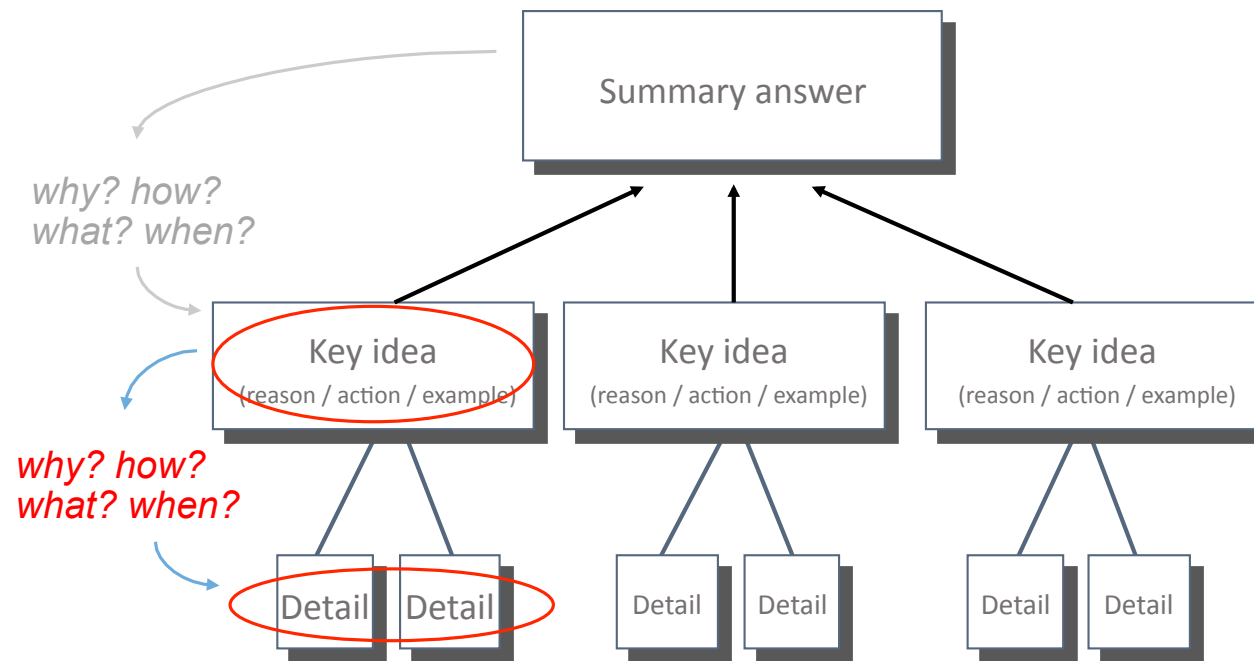 Summary answer
why? how?
what? when?
Key idea
(reason / action / example)
Key idea
(reason / action / example)
Key idea
(reason / action / example)
why? how?
what? when?
Detail
Detail
Detail
Detail
Detail
Detail